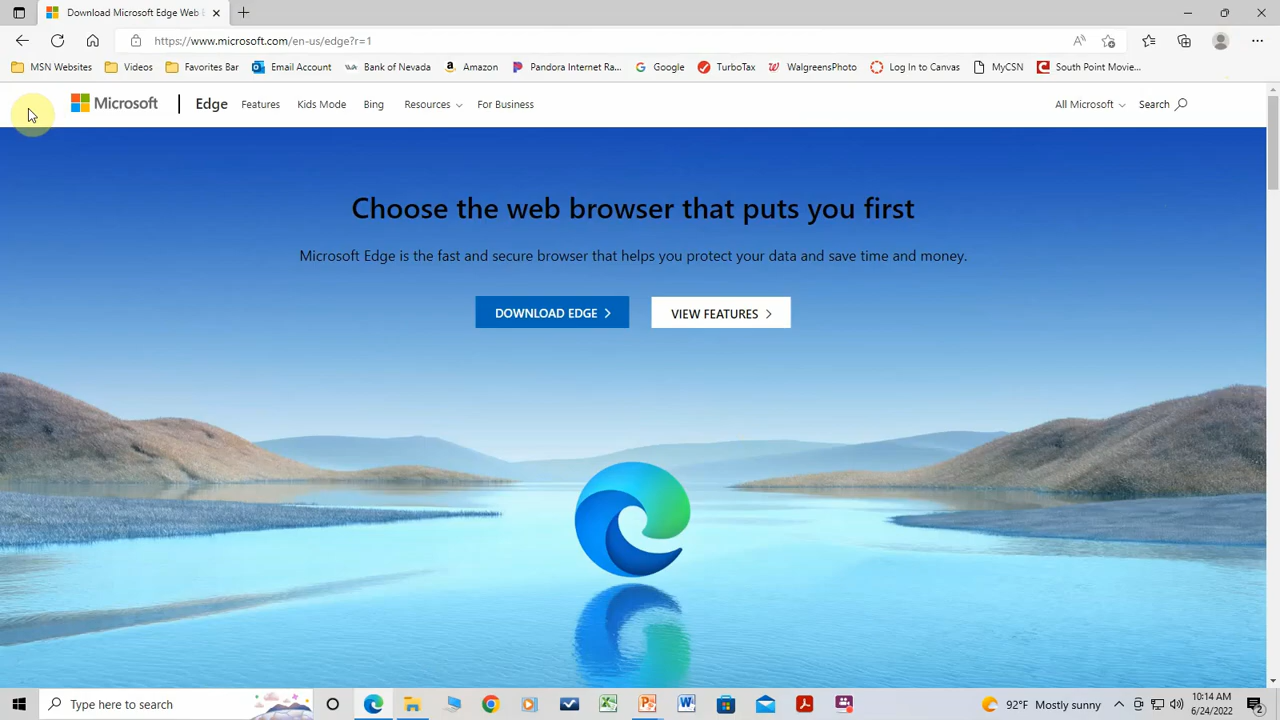 Download Microsoft Edge Web
https://www.microsoft.com/en-us/edge?r=1
MSN Websites Videos Favorites Bar Email Account Bank of Nevada Amazon Pandora Internet Ra... Google TurboTax WalgreensPhoto Log In to Canvas MyCSN South Point Movie...
Microsoft Edge Features Kids Mode Bing Resources For Business All Microsoft Search
Choose the web browser that puts you first
Microsoft Edge is the fast and secure browser that helps you protect your data and save time and money.
DOWNLOAD EDGE VIEW FEATURES
Type here to search
92°F Mostly sunny
10:14 AM
6/24/2022
2